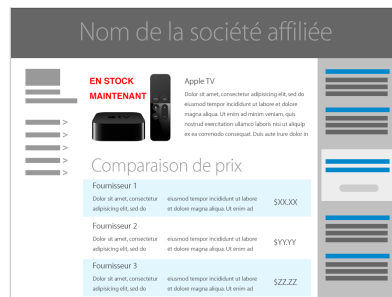 Nom de la société affiliée
EN STOCK
MAINTENANT
Apple TV
Dolor sit amet, consectetur adipisicing elit, sed do
eiusmod tempor incididunt ut labore et dolore
magna aliqua. Ut enim ad minim veniam, quis
nostrud exercitation ullamco laboris nisi ut aliquip
ex ea commodo consequat. Duis aute irure dolor in
>
>
>
>
>
Comparaison de prix
Fournisseur 1
Dolor sit amet, consectetur eiusmod tempor incididunt ut labore
adipisicing elit, sed do et dolore magna aliqua. Ut enim ad
$XX.XX
Fournisseur 2
Dolor sit amet, consectetur eiusmod tempor incididunt ut labore
adipisicing elit, sed do et dolore magna aliqua. Ut enim ad
$YY.YY
Fournisseur 3
Dolor sit amet, consectetur eiusmod tempor incididunt ut labore
adipisicing elit, sed do et dolore magna aliqua. Ut enim ad
$ZZ.ZZ